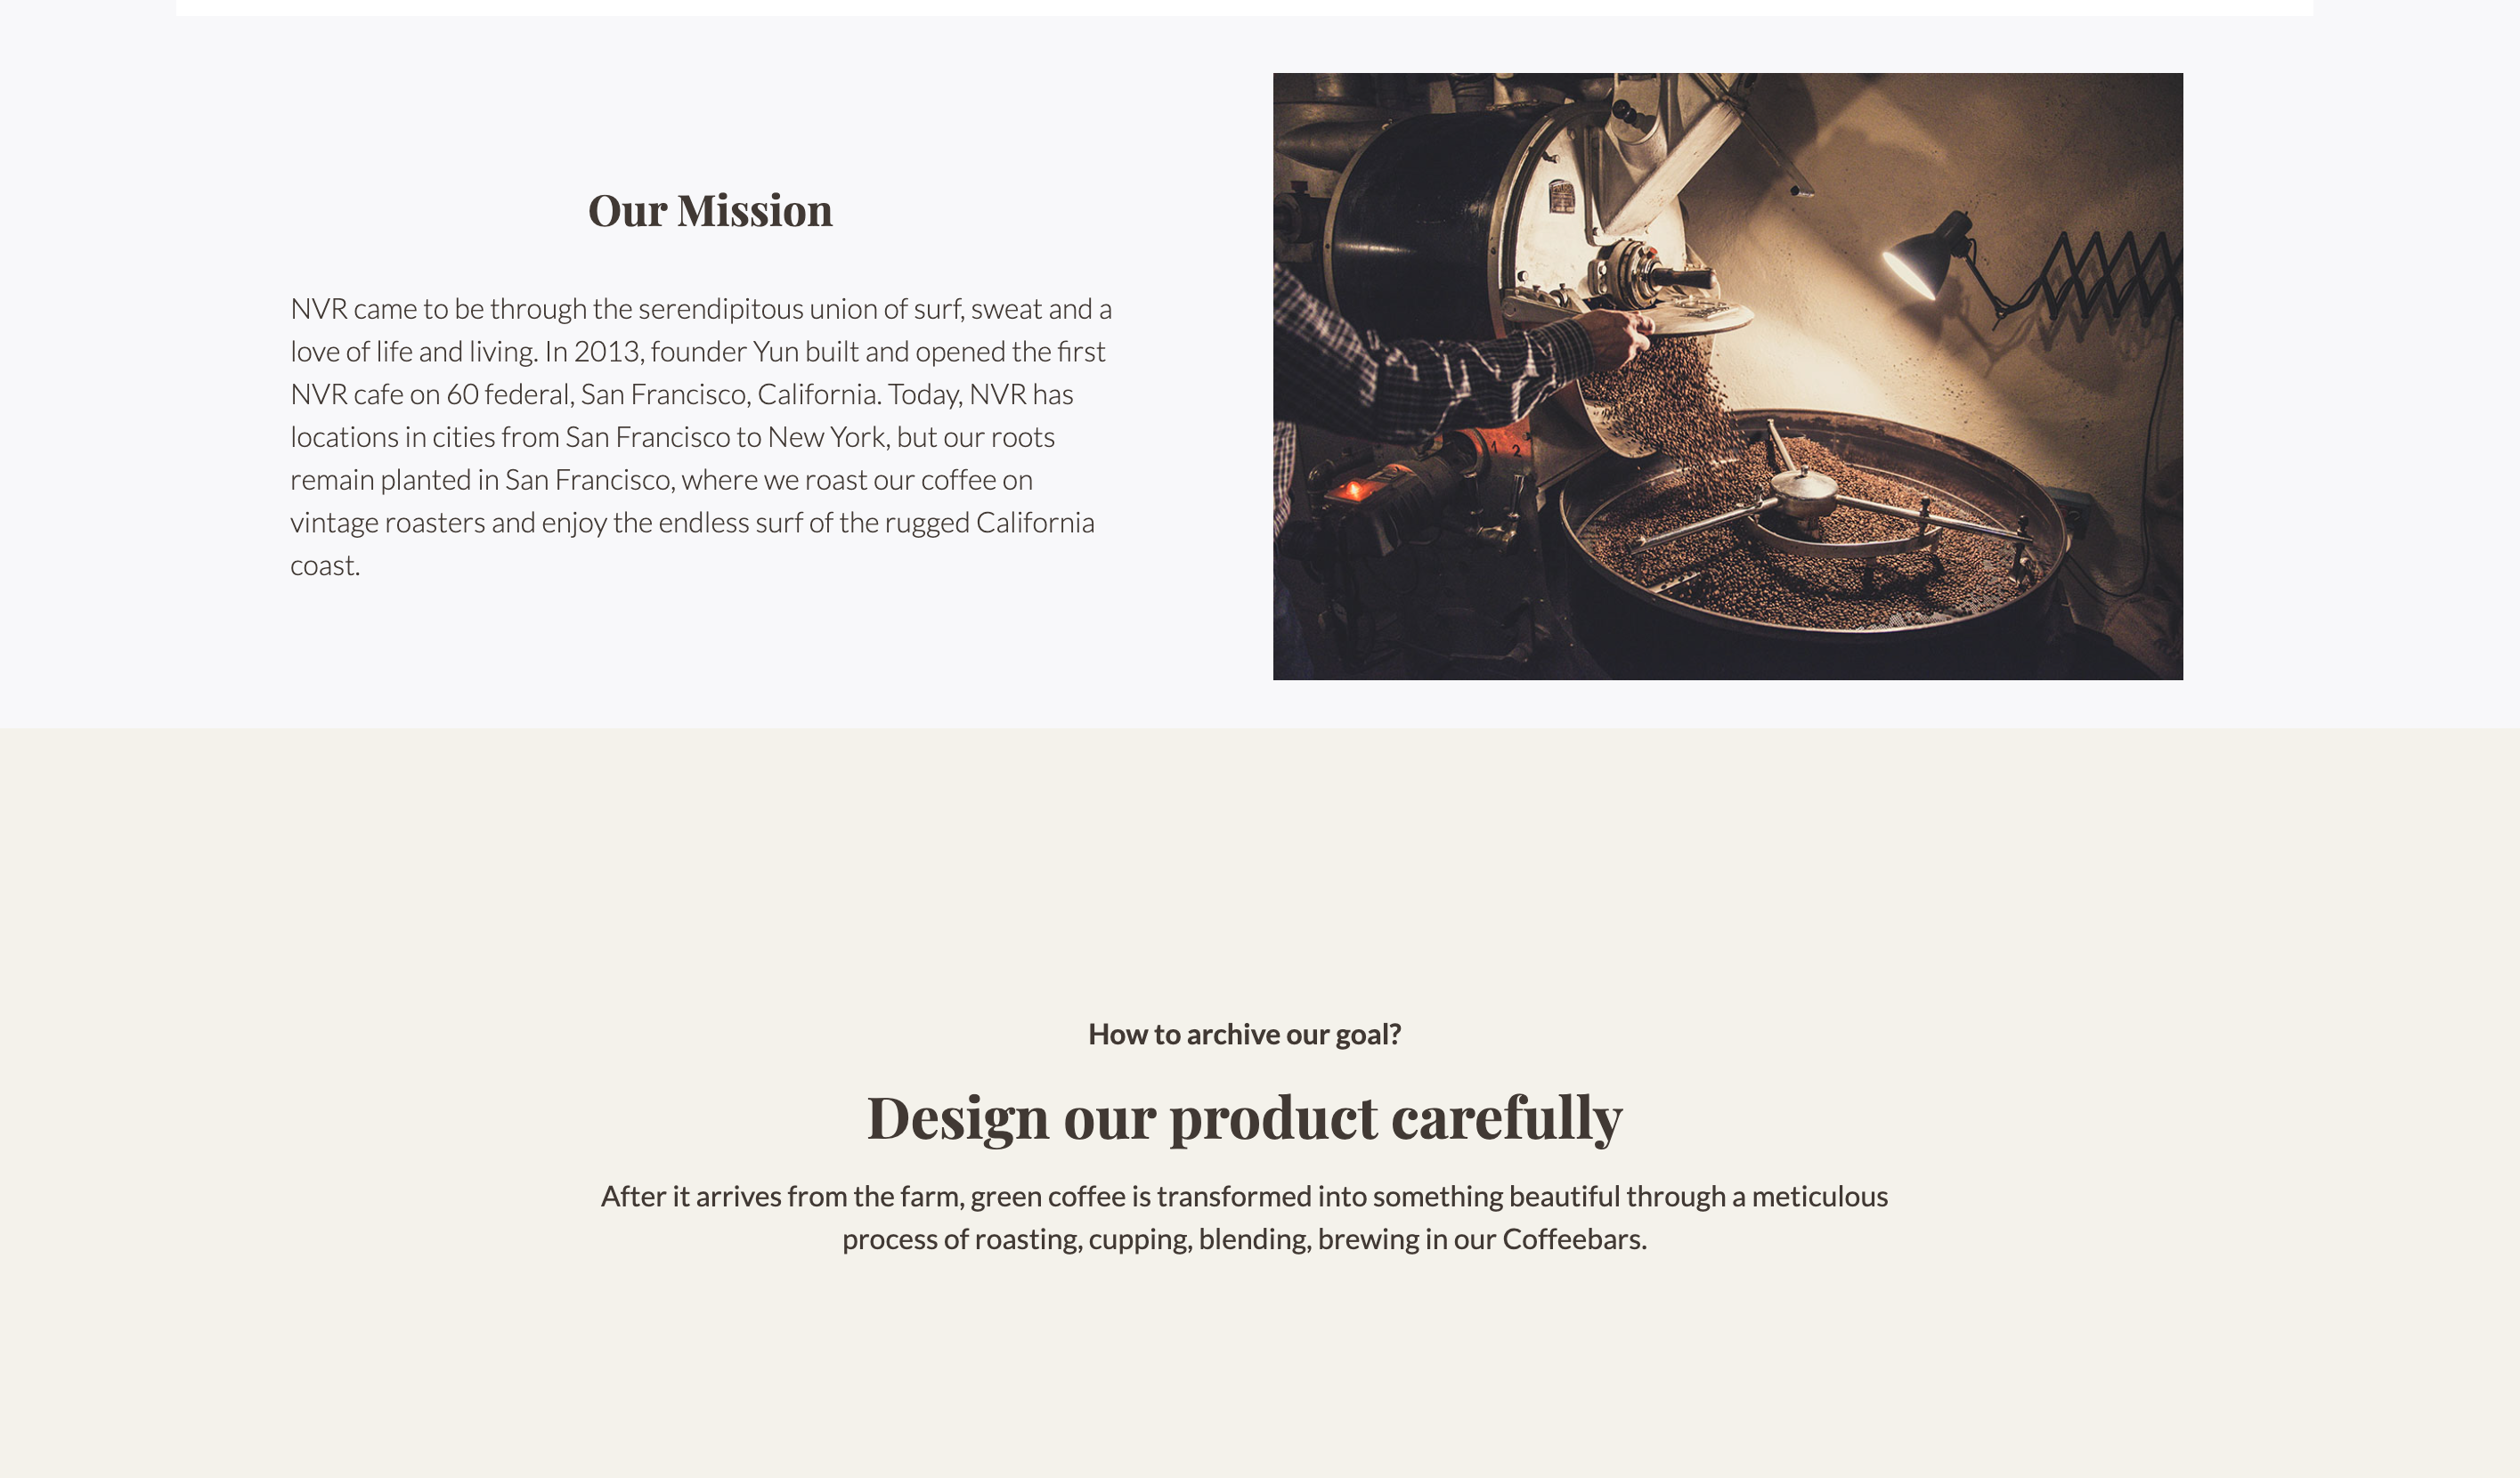 Our Mission
NVR came to be through the serendipitous union of surf, sweat and a
love of life and living. In 2013, founder Yun built and opened the first
NVR cafe on 60 federal, San Francisco, California. Today, NVR has
locations in cities from San Francisco to New York, but our roots
remain planted in San Francisco, where we roast our coffee on
vintage roasters and enjoy the endless surf of the rugged California
coast.
1 2
How to archive our goal?
Design our product carefully
After it arrives from the farm, green coffee is transformed into something beautiful through a meticulous
process of roasting, cupping, blending, brewing in our Coffeebars.